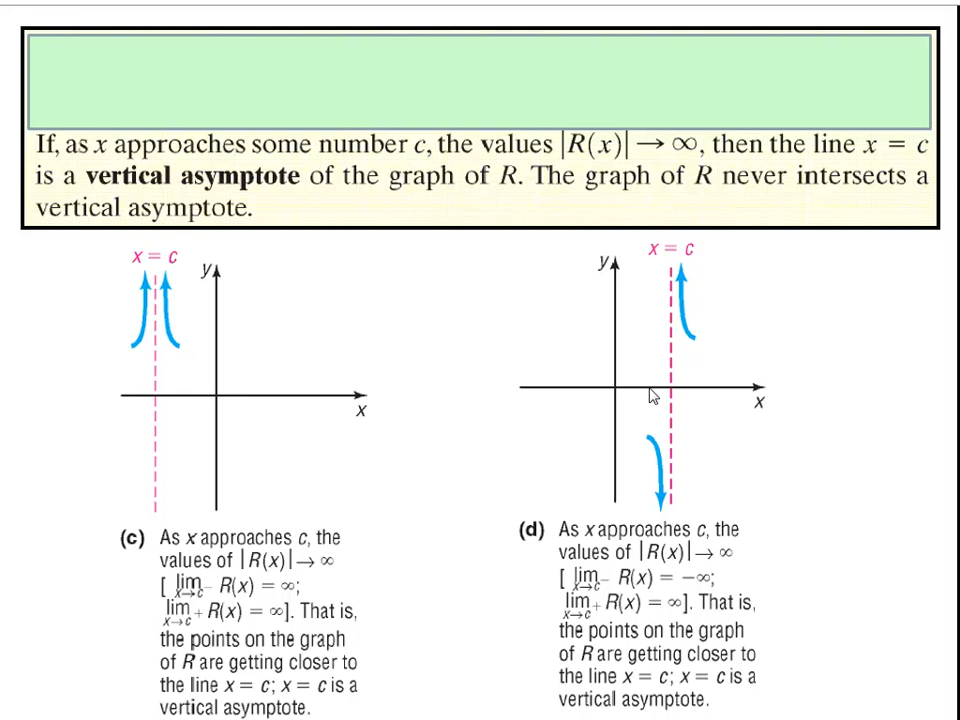 If, as x approaches some number c, the values |R(x)| → ∞, then the line x = c
is a vertical asymptote of the graph of R. The graph of R never intersects a
vertical asymptote.
x = c
y
x
(c) As x approaches c, the
values of |R(x)| → ∞
[ lim x→c⁻ R(x) = ∞;
lim x→c⁺ R(x) = ∞]. That is,
the points on the graph
of R are getting closer to
the line x = c; x = c is a
vertical asymptote.
x = c
y
x
(d) As x approaches c, the
values of |R(x)| → ∞
[ lim x→c⁻ R(x) = −∞;
lim x→c⁺ R(x) = ∞]. That is,
the points on the graph
of R are getting closer to
the line x = c; x = c is a
vertical asymptote.